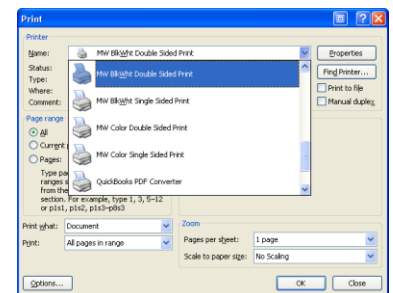 Print
Printer
Name: MW Blk​Wht Double Sided Print
Properties
Status:
MW BlkWht Double Sided Print
Find Printer...
Type:
Where:
Print to file
Comment:
MW BlkWht Single Sided Print
Manual duplex
Page range
All
MW Color Double Sided Print
Current
Pages:
MW Color Single Sided Print
Type
ranges
from the
QuickBooks PDF Converter
section. For example, type 1, 3, 5–12
or p1s1, p1s2, p1s3–p8s3
Print what: Document
Zoom
Print: All pages in range
Pages per sheet: 1 page
Scale to paper size: No Scaling
Options...
OK
Close